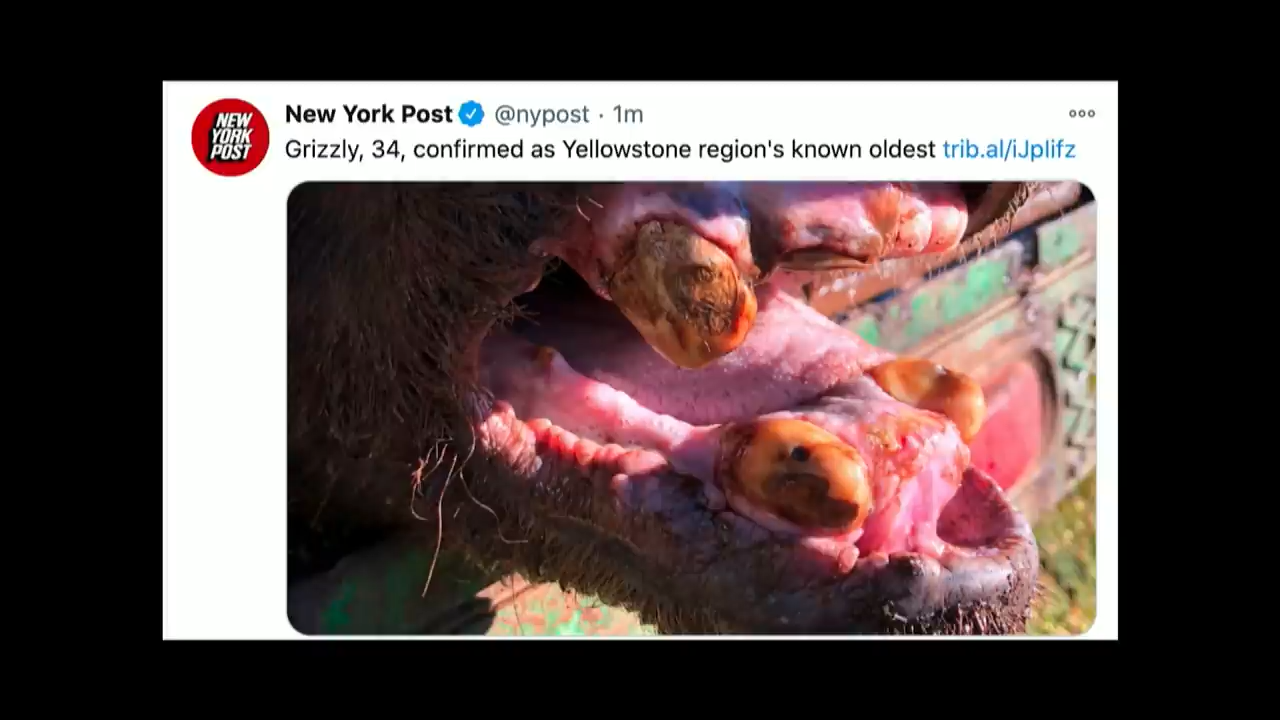 NEW
YORK
POST
New York Post @nypost · 1m
Grizzly, 34, confirmed as Yellowstone region's known oldest trib.al/iJplifz